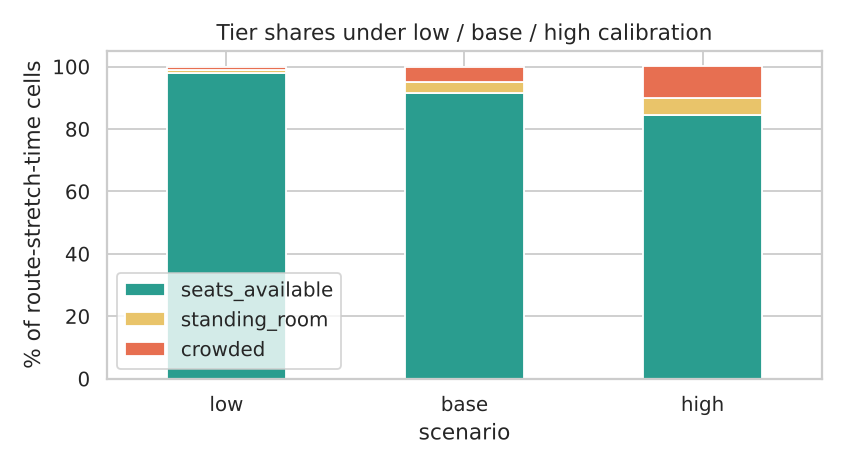 Tier shares under low / base / high calibration
% of route-stretch-time cells
100
80
60
40
20
0
seats_available
standing_room
crowded
low
base
high
scenario